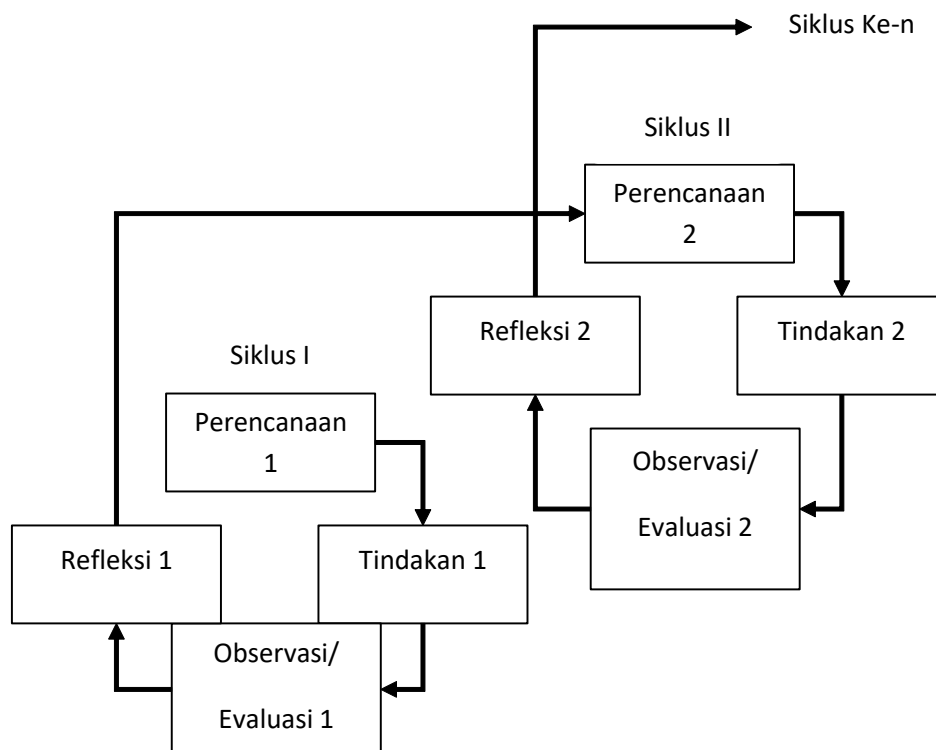 Siklus Ke-n
Siklus II
Perencanaan
2
Refleksi 2
Tindakan 2
Siklus I
Perencanaan
1
Observasi/
Evaluasi 2
Refleksi 1
Tindakan 1
Observasi/
Evaluasi 1